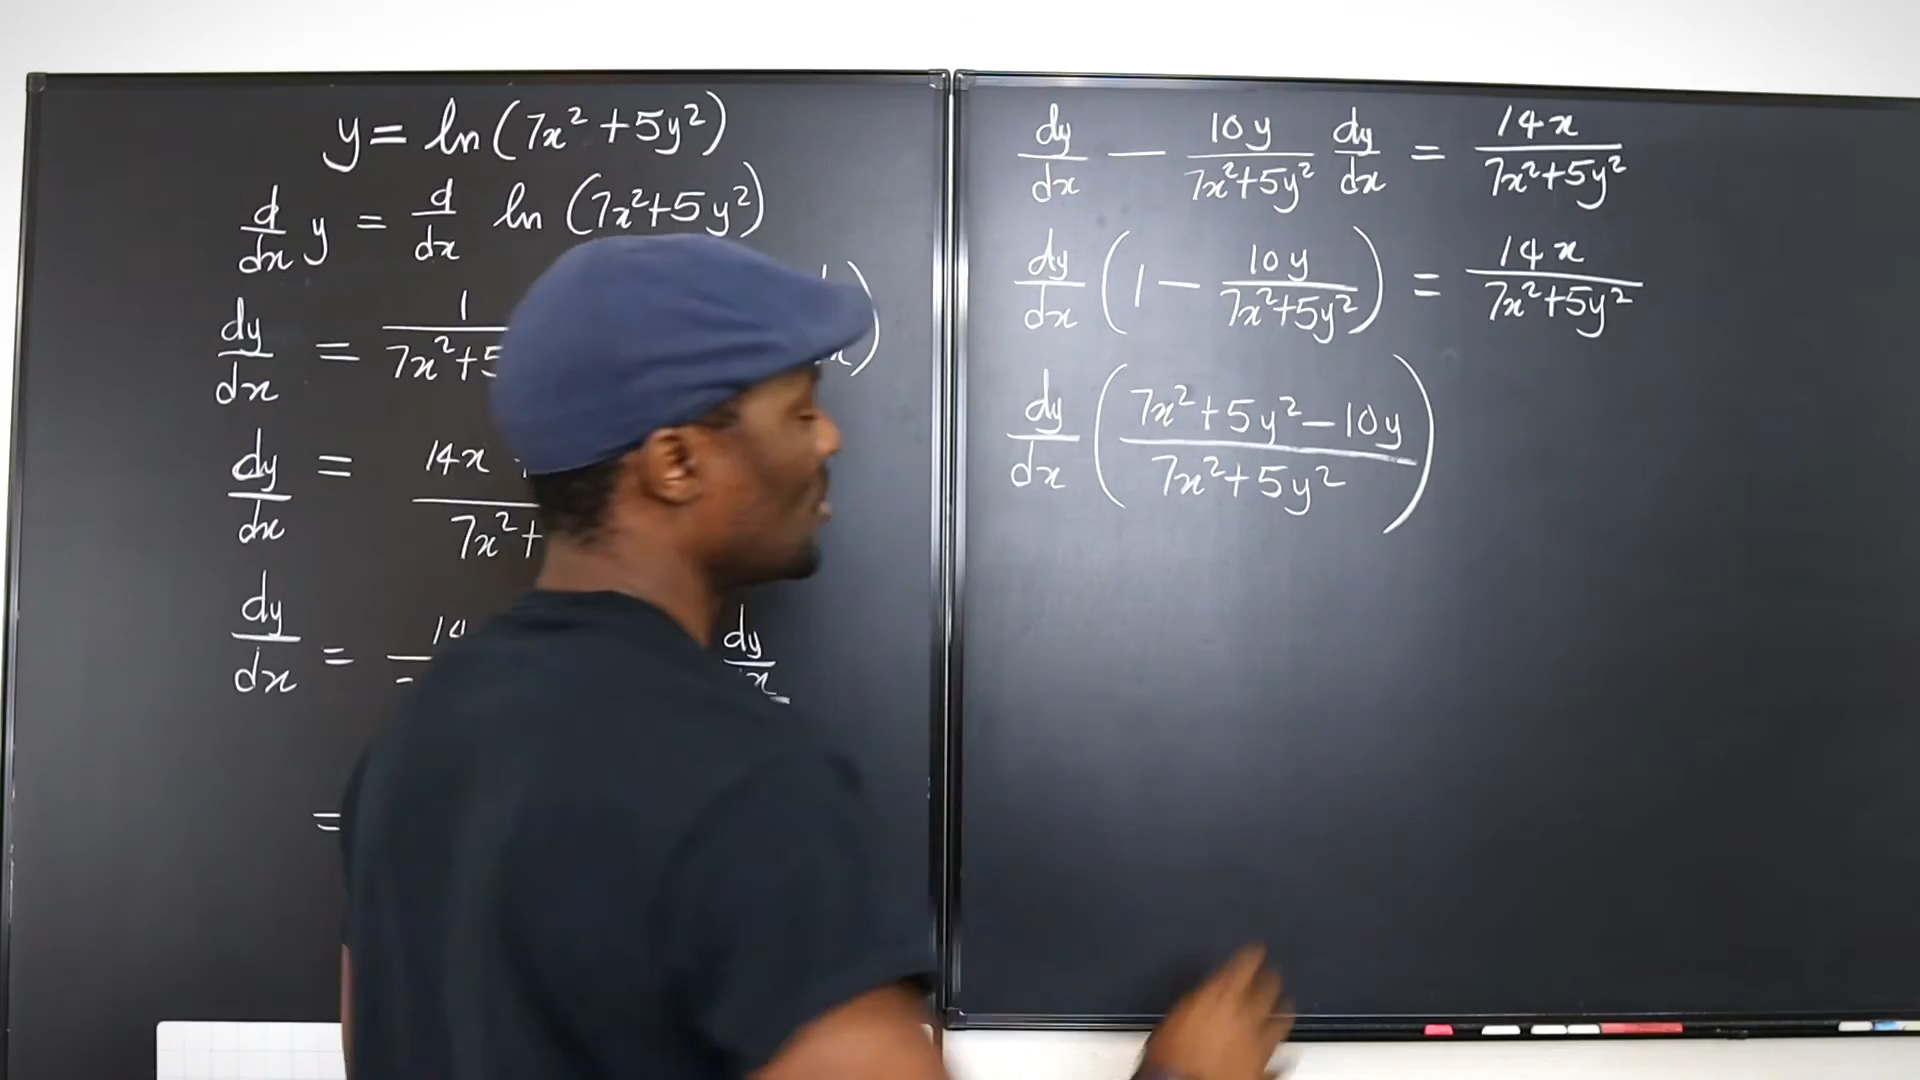 y = ln(7x²+5y²)
d/dx y = d/dx ln (7x²+5y²)
dy/dx = 1/7x²+5
dy/dx = 14x / 7x²+
dy/dx = dy
=
dy/dx - 10y/7x²+5y² dy/dx = 14x/7x²+5y²
dy/dx (1 - 10y/7x²+5y²) = 14x/7x²+5y²
dy/dx (7x²+5y²-10y/7x²+5y²)